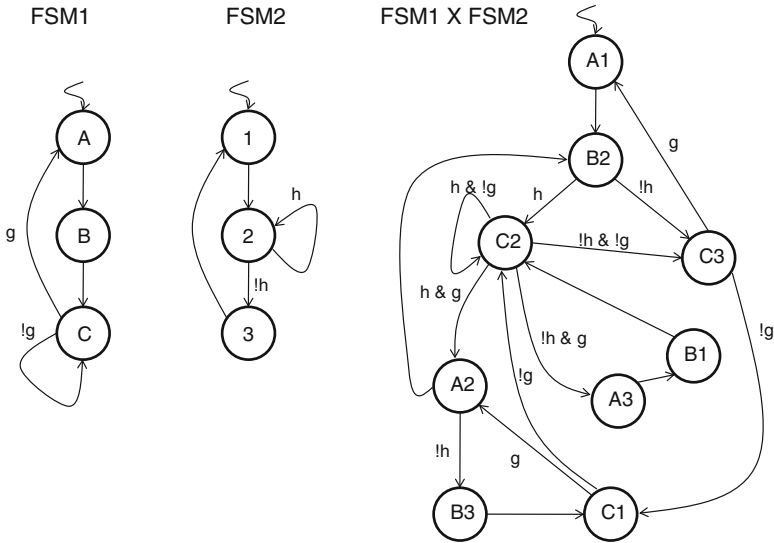 FSM1
FSM2
FSM1 X FSM2
A
B
C
g
!g
1
2
3
h
!h
A1
B2
g
h
!h
h & !g
C2
!h & !g
C3
h & g
!h & g
B1
!g
A2
A3
!g
!h
g
B3
C1